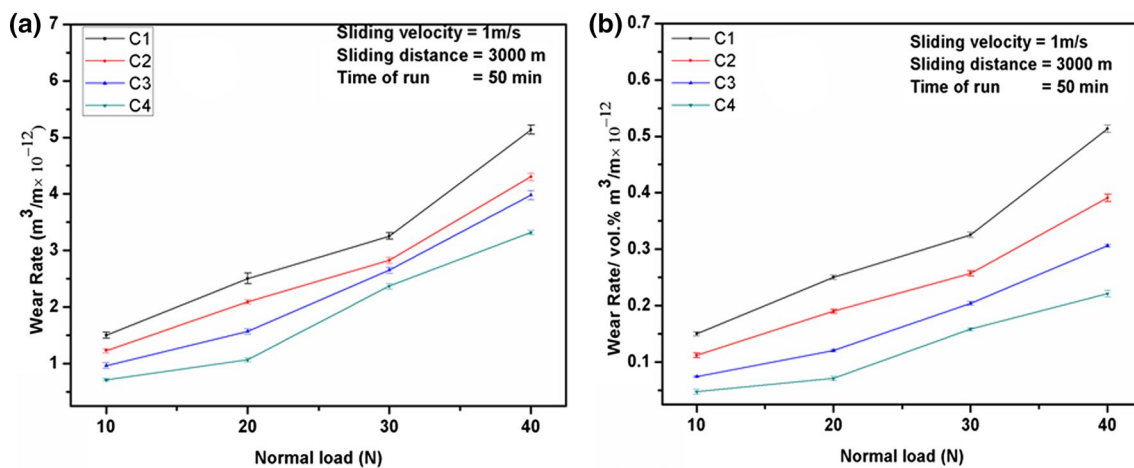 (a)
C1
C2
C3
C4
Sliding velocity = 1m/s
Sliding distance = 3000 m
Time of run = 50 min
7
6
5
4
3
2
1
Wear Rate (m³/m× 10⁻¹²)
10 20 30 40
Normal load (N)
(b)
C1
C2
C3
C4
Sliding velocity = 1m/s
Sliding distance = 3000 m
Time of run = 50 min
0.7
0.6
0.5
0.4
0.3
0.2
0.1
Wear Rate/ vol.% m³/m× 10⁻¹²
10 20 30 40
Normal load (N)